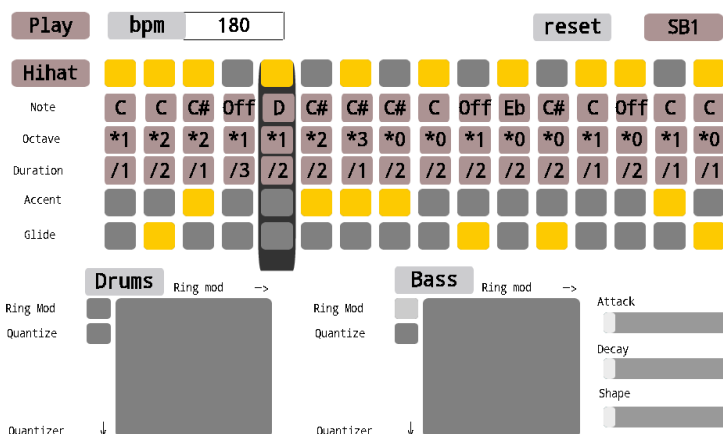 Play bpm 180 reset SB1
Hihat
Note C C C# Off D C# C# C# C Off Eb C# C Off C C
Octave *1 *2 *2 *1 *1 *2 *3 *0 *0 *1 *0 *0 *1 *0 *1 *0
Duration /1 /2 /1 /3 /2 /2 /1 /2 /2 /2 /2 /2 /1 /2 /1 /1
Accent
Glide
Drums Ring mod —> Bass Ring mod —>
Ring Mod Ring Mod Attack
Quantize Quantize
Decay
Shape
Quantizer ↓ Quantizer ↓